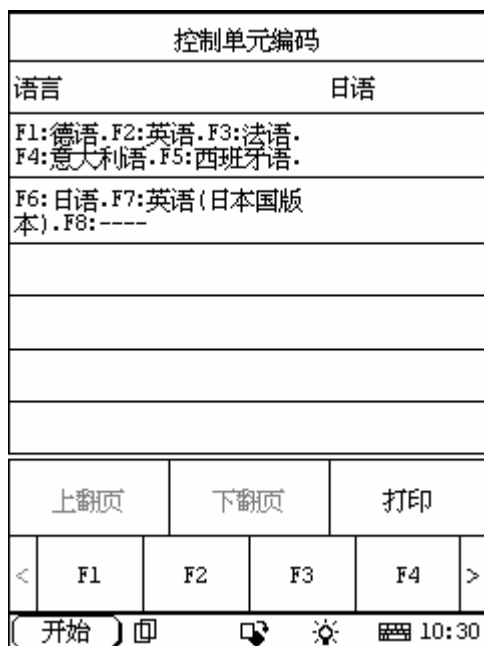 控制单元编码
语言 日语
F1:德语.F2:英语.F3:法语.
F4:意大利语.F5:西班牙语.
F6:日语.F7:英语(日本国版
本).F8:----
上翻页 下翻页 打印
< F1 F2 F3 F4 >
开始 10:30